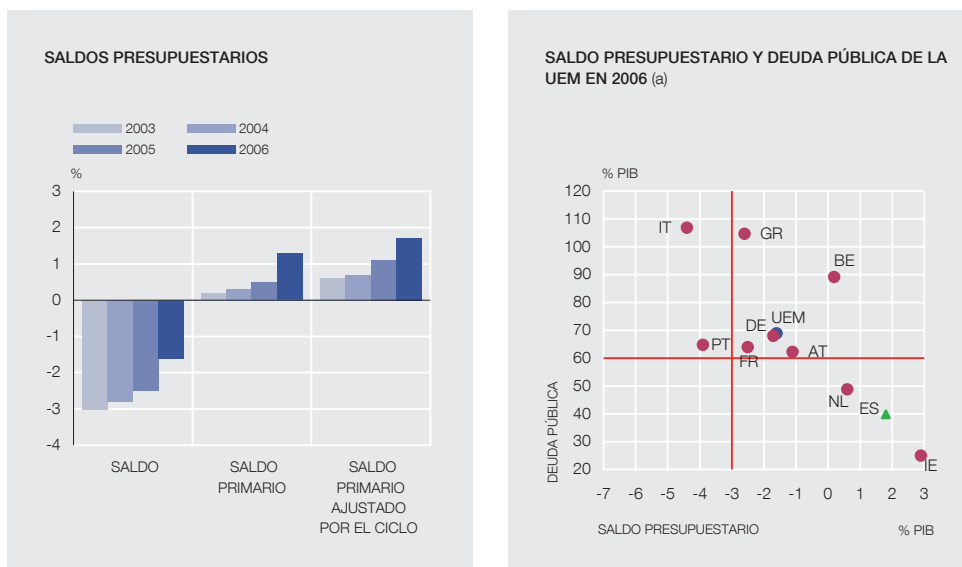 SALDOS PRESUPUESTARIOS
2003
2004
2005
2006
%
3
2
1
0
-1
-2
-3
-4
SALDO
SALDO
PRIMARIO
SALDO
PRIMARIO
AJUSTADO
POR EL CICLO
SALDO PRESUPUESTARIO Y DEUDA PÚBLICA DE LA
UEM EN 2006 (a)
% PIB
120
110
100
90
80
70
60
50
40
30
20
DEUDA PÚBLICA
IT
GR
BE
UEM
DE
PT
FR
AT
NL
ES
IE
-7 -6 -5 -4 -3 -2 -1 0 1 2 3
SALDO PRESUPUESTARIO
% PIB